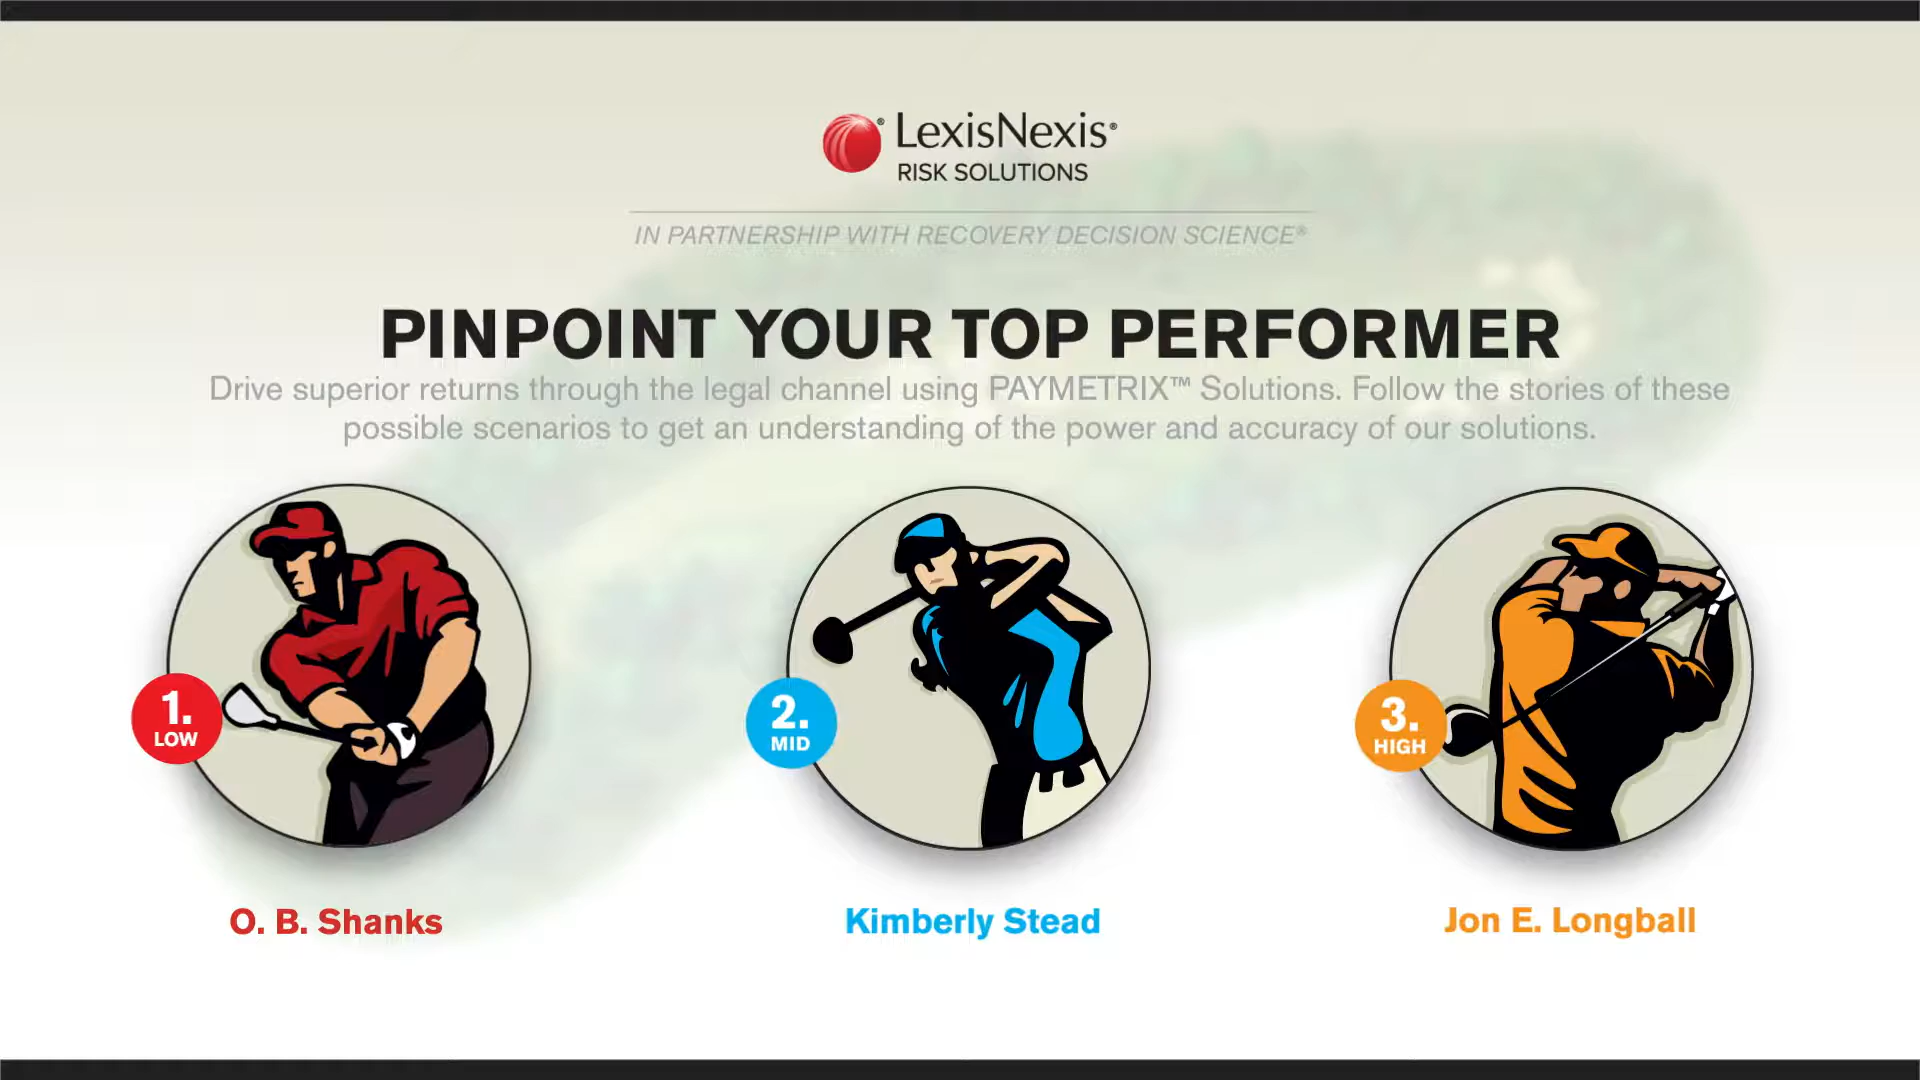 LexisNexis®
RISK SOLUTIONS
IN PARTNERSHIP WITH RECOVERY DECISION SCIENCE®
PINPOINT YOUR TOP PERFORMER
Drive superior returns through the legal channel using PAYMETRIX™ Solutions. Follow the stories of these
possible scenarios to get an understanding of the power and accuracy of our solutions.
1.
LOW
2.
MID
3.
HIGH
O. B. Shanks
Kimberly Stead
Jon E. Longball